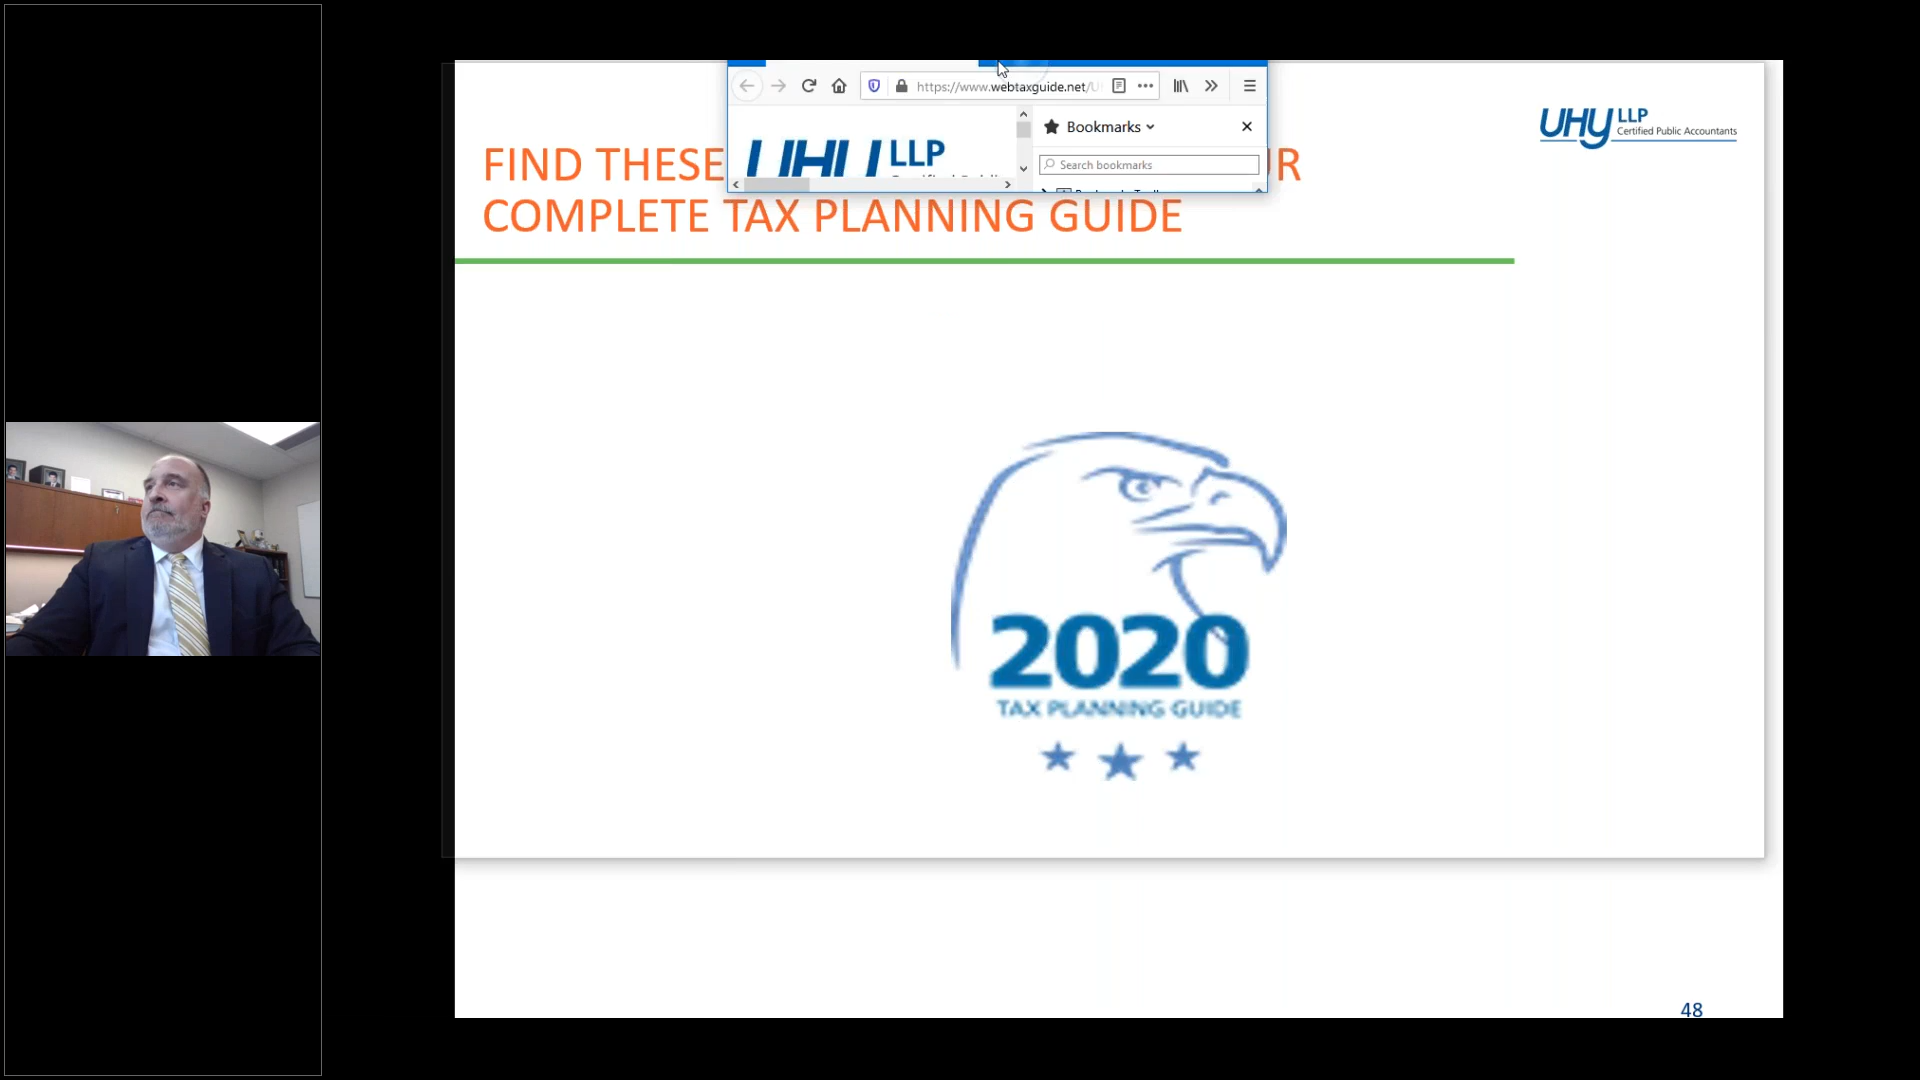 https://www.webtaxguide.net/U
Bookmarks
Search bookmarks
UHY LLP
LLP
Certified Public Accountants
FIND THESE UR
COMPLETE TAX PLANNING GUIDE
2020
TAX PLANNING GUIDE
48